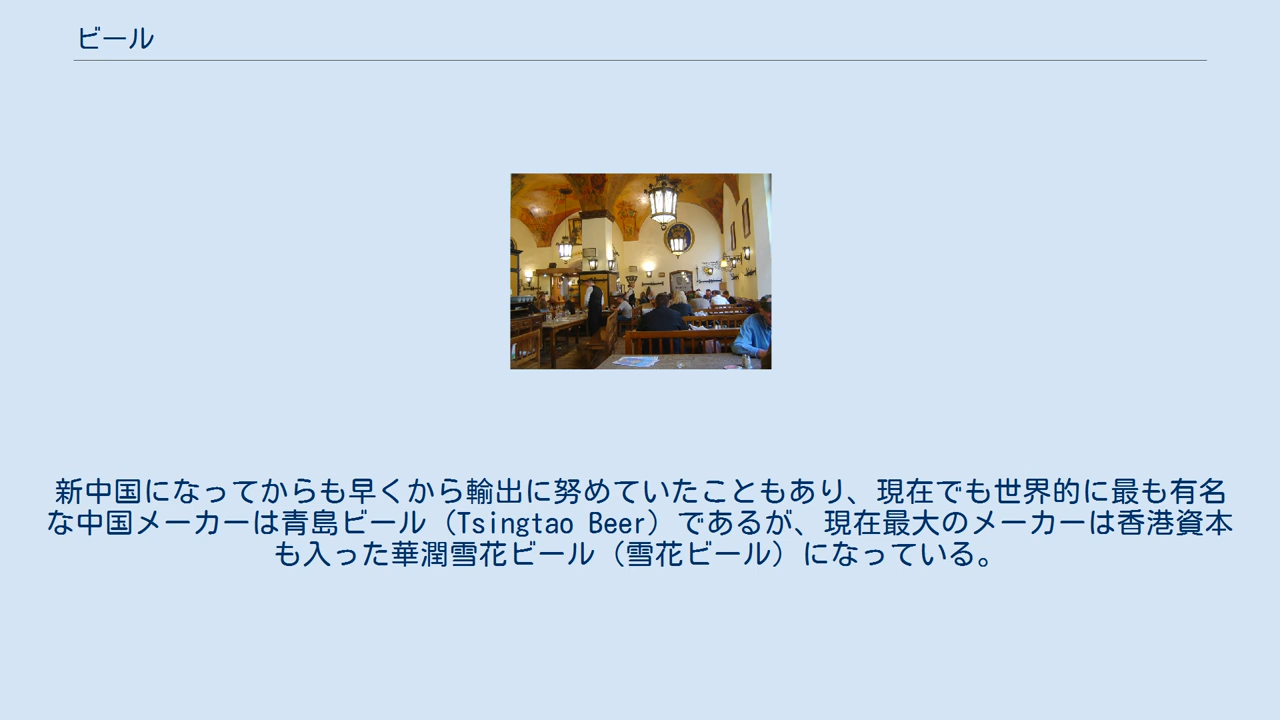 ビール
新中国になってからも早くから輸出に努めていたこともあり、現在でも世界的に最も有名
な中国メーカーは青島ビール（Tsingtao Beer）であるが、現在最大のメーカーは香港資本
も入った華潤雪花ビール（雪花ビール）になっている。